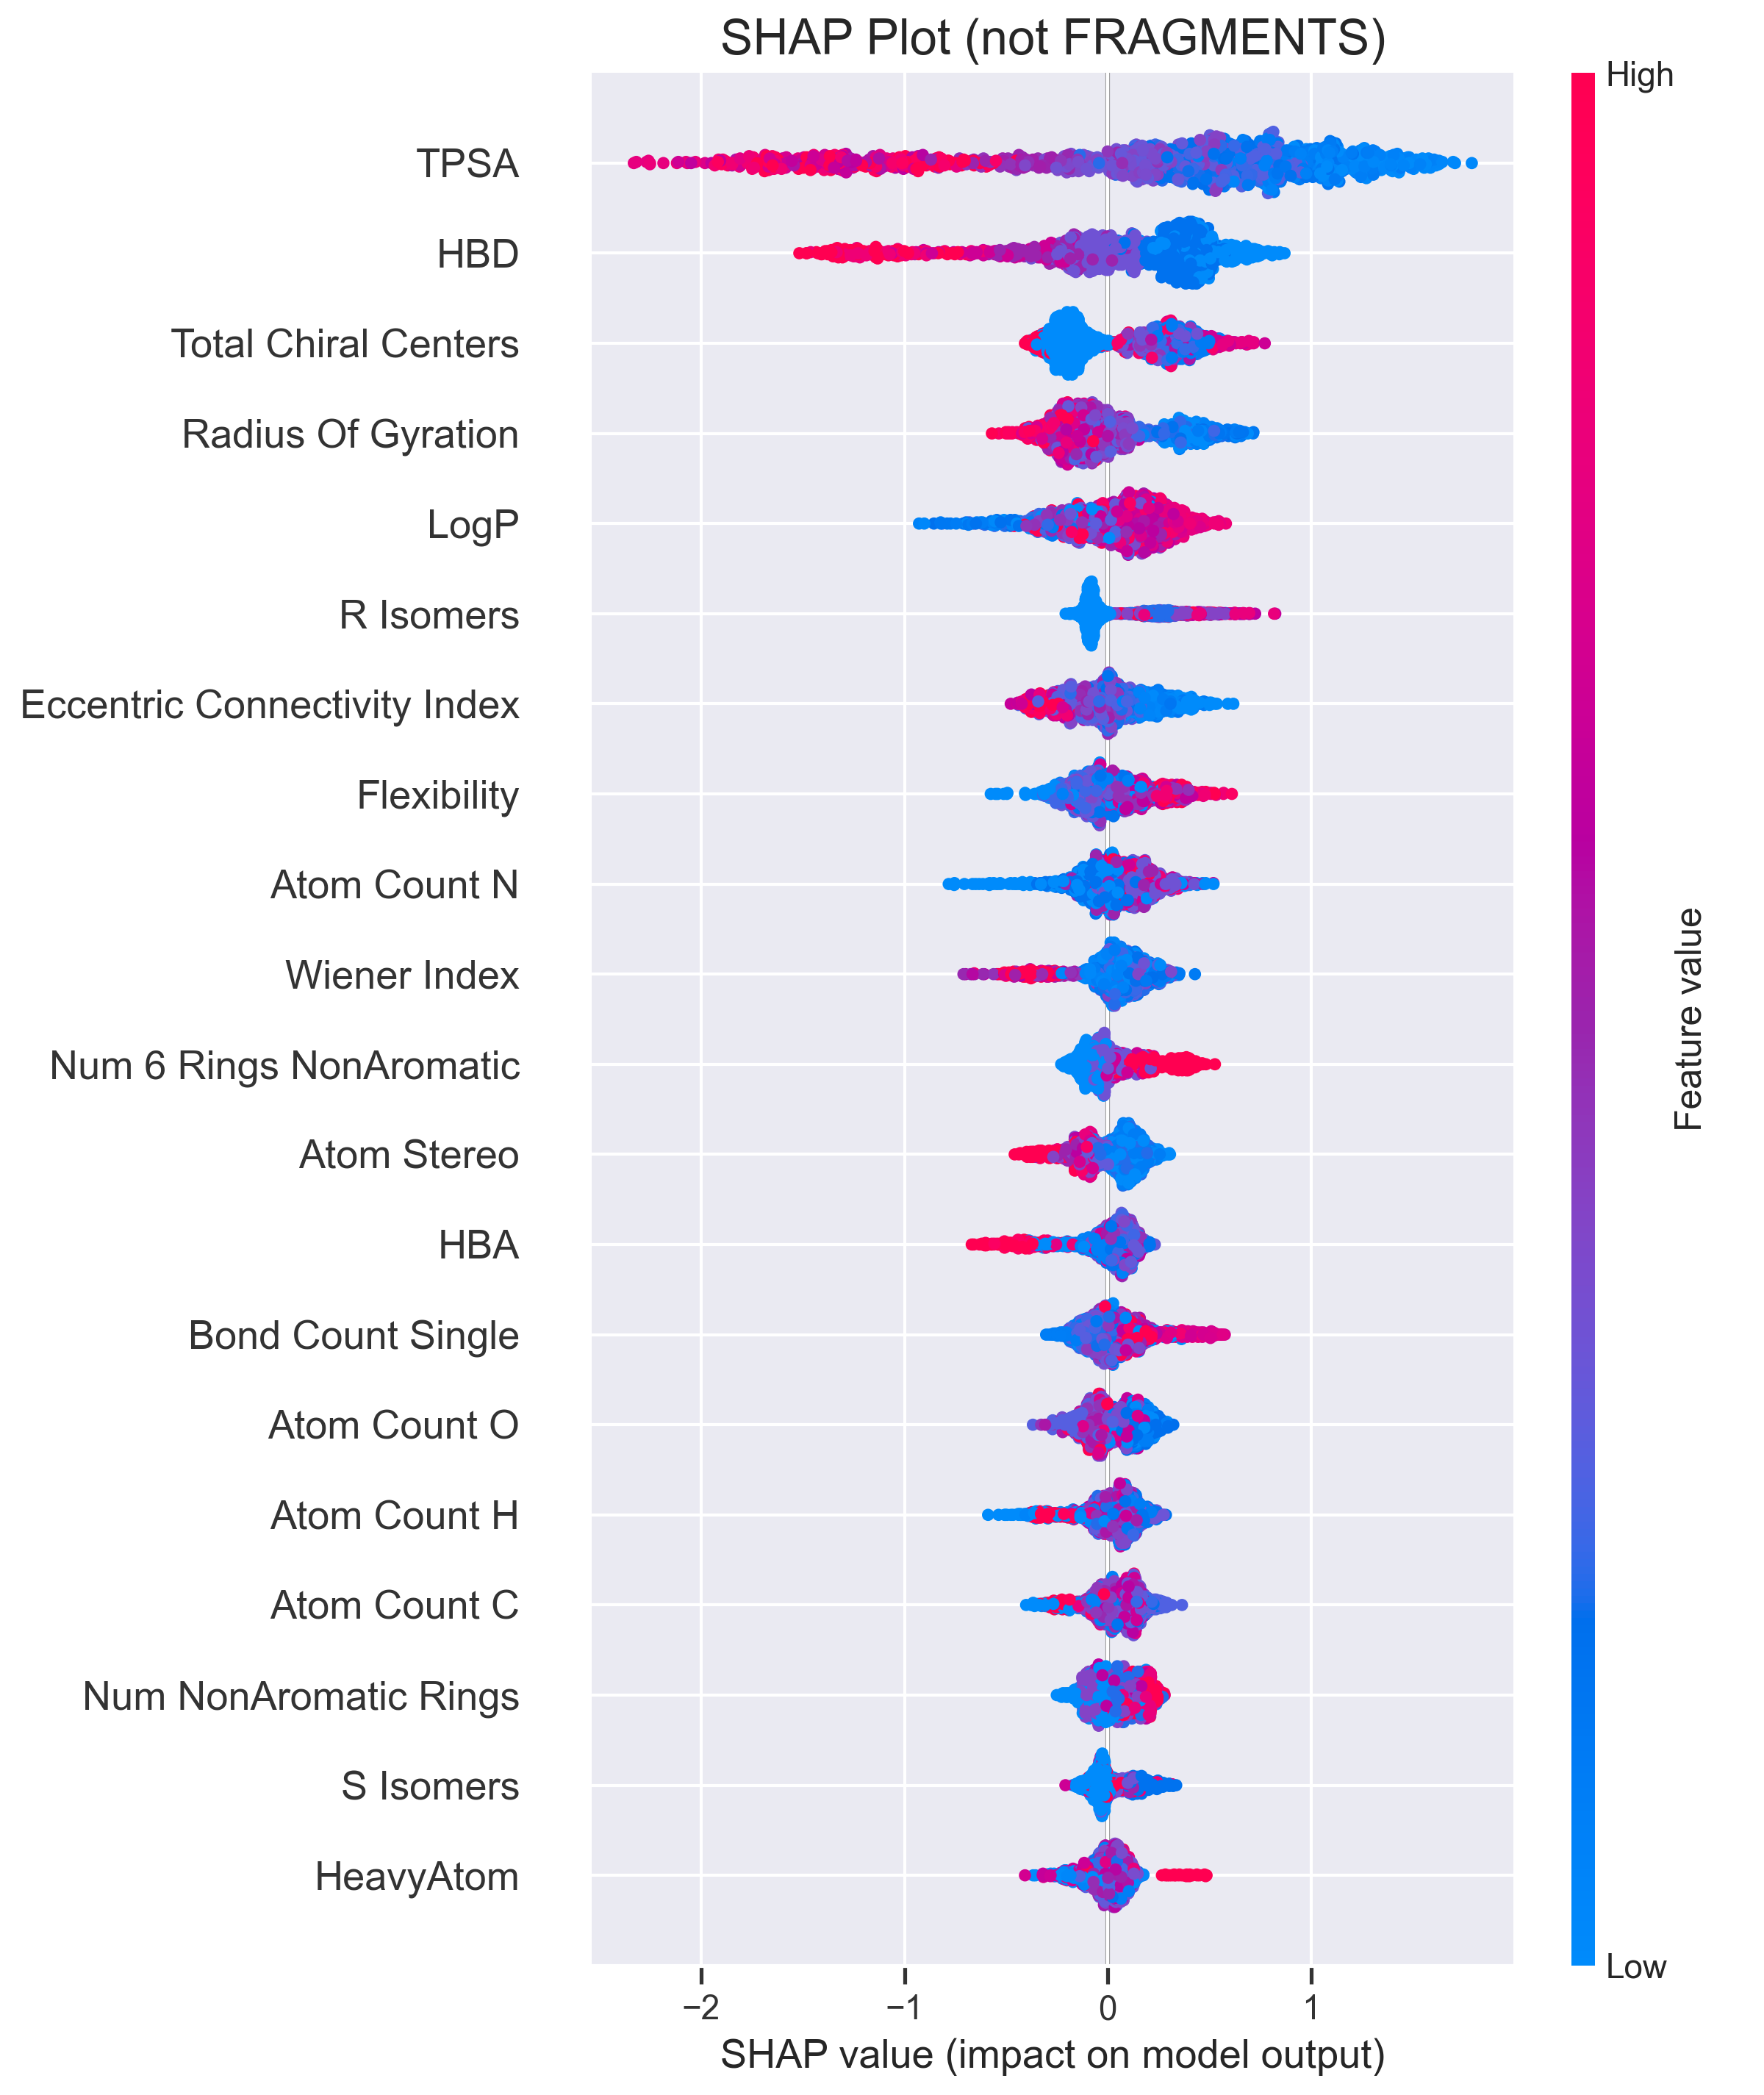 SHAP Plot (not FRAGMENTS)
High
TPSA
HBD
Total Chiral Centers
Radius Of Gyration
LogP
R Isomers
Eccentric Connectivity Index
Flexibility
Atom Count N
Wiener Index
Num 6 Rings NonAromatic
Atom Stereo
HBA
Bond Count Single
Atom Count O
Atom Count H
Atom Count C
Num NonAromatic Rings
S Isomers
HeavyAtom
Feature value
Low
−2 −1 0 1
SHAP value (impact on model output)